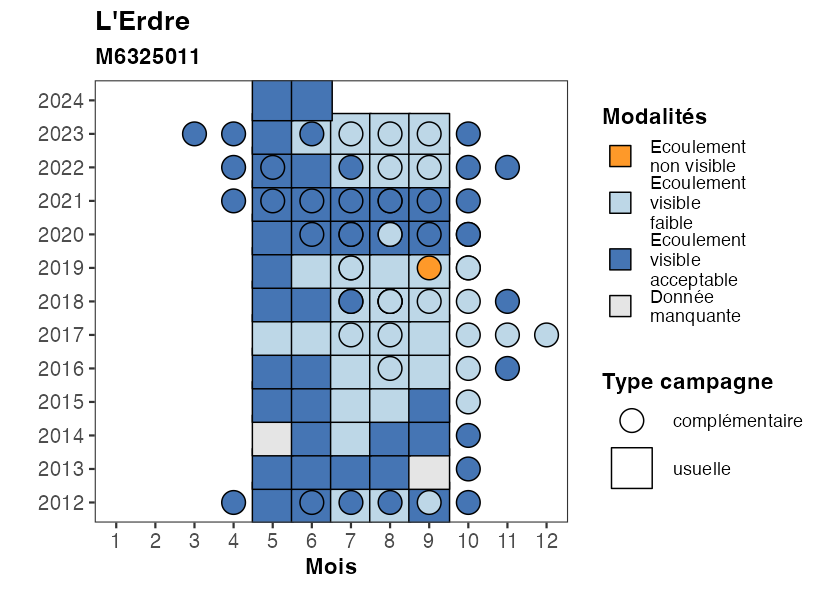 L'Erdre
M6325011
2024
2023
2022
2021
2020
2019
2018
2017
2016
2015
2014
2013
2012
1 2 3 4 5 6 7 8 9 10 11 12
Mois
Modalités
Ecoulement
non visible
Ecoulement
visible
faible
Ecoulement
visible
acceptable
Donnée
manquante
Type campagne
complémentaire
usuelle